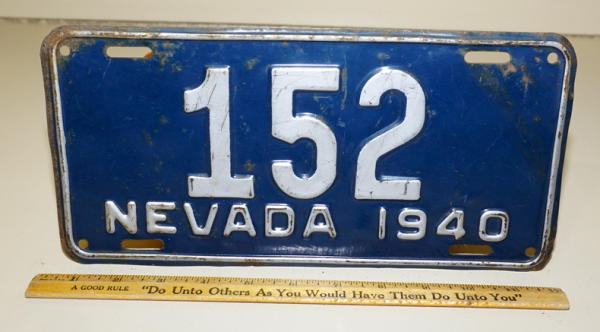 152
NEVADA 1940
A GOOD RULE "Do Unto Others As You Would Have Them Do Unto You"